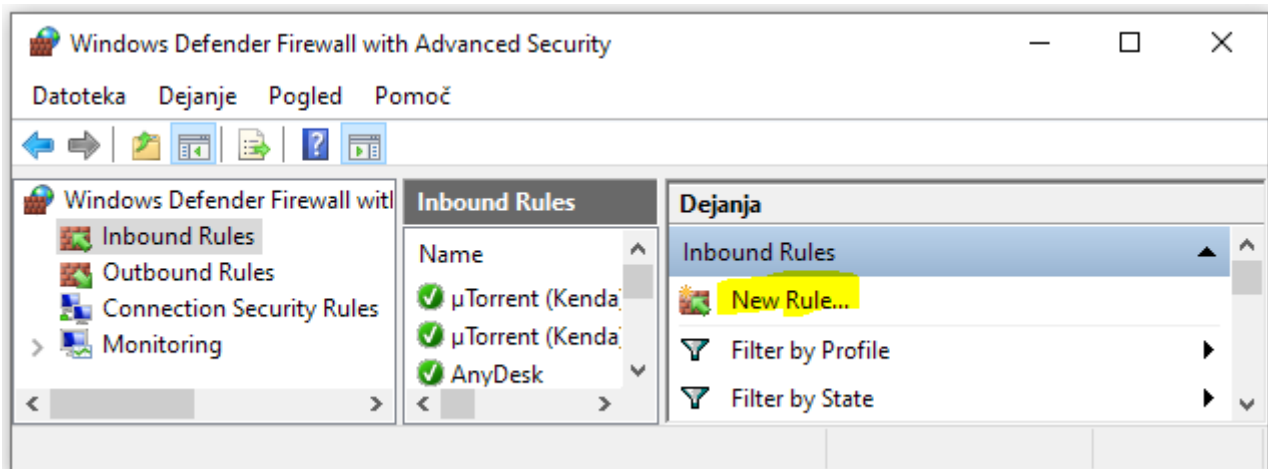 Windows Defender Firewall with Advanced Security
Datoteka Dejanje Pogled Pomoč
Windows Defender Firewall witl
Inbound Rules
Outbound Rules
Connection Security Rules
Monitoring
Inbound Rules
Name
µTorrent (Kenda
µTorrent (Kenda
AnyDesk
Dejanja
Inbound Rules
New Rule...
Filter by Profile
Filter by State